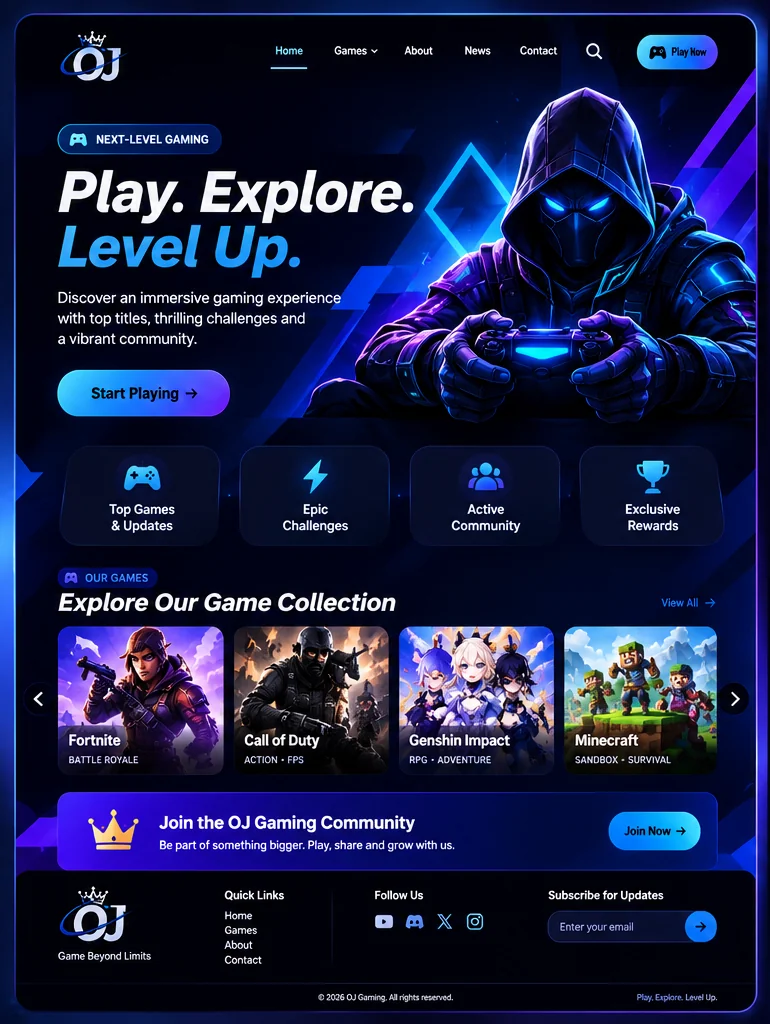 OJ
Home
Games
About
News
Contact
Play Now
NEXT-LEVEL GAMING
Play. Explore.
Level Up.
Discover an immersive gaming experience
with top titles, thrilling challenges and
a vibrant community.
Start Playing →
Top Games
& Updates
Epic
Challenges
Active
Community
Exclusive
Rewards
OUR GAMES
Explore Our Game Collection
View All →
Fortnite
BATTLE ROYALE
Call of Duty
ACTION • FPS
Genshin Impact
RPG • ADVENTURE
Minecraft
SANDBOX • SURVIVAL
Join the OJ Gaming Community
Be part of something bigger. Play, share and grow with us.
Join Now →
OJ
Game Beyond Limits
Quick Links
Home
Games
About
Contact
Follow Us
Subscribe for Updates
Enter your email
© 2026 OJ Gaming. All rights reserved.
Play. Explore. Level Up.